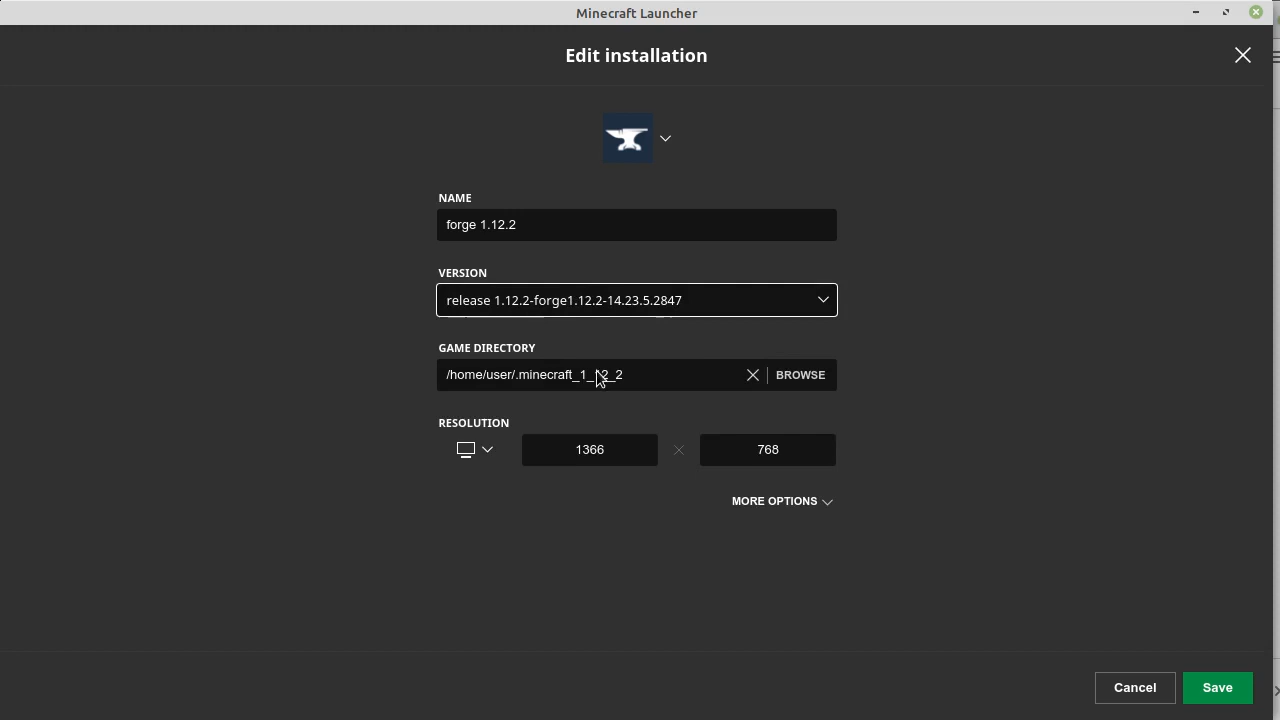 Minecraft Launcher
Edit installation
NAME
forge 1.12.2
VERSION
release 1.12.2-forge1.12.2-14.23.5.2847
GAME DIRECTORY
/home/user/.minecraft_1_12_2
BROWSE
RESOLUTION
1366 768
MORE OPTIONS
Cancel Save